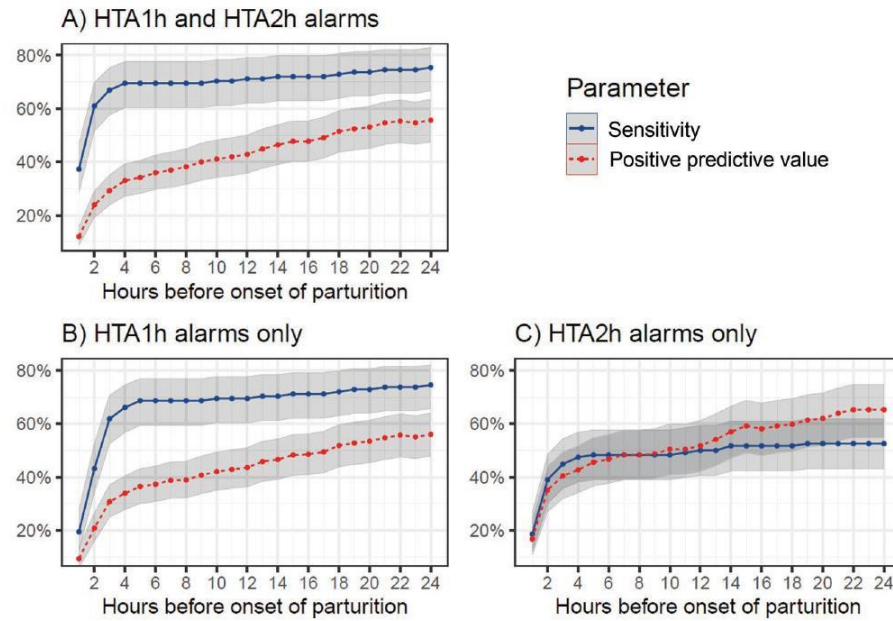 A) HTA1h and HTA2h alarms
80%
60%
40%
20%
2 4 6 8 10 12 14 16 18 20 22 24
Hours before onset of parturition
Parameter
Sensitivity
Positive predictive value
B) HTA1h alarms only
80%
60%
40%
20%
2 4 6 8 10 12 14 16 18 20 22 24
Hours before onset of parturition
C) HTA2h alarms only
80%
60%
40%
20%
2 4 6 8 10 12 14 16 18 20 22 24
Hours before onset of parturition